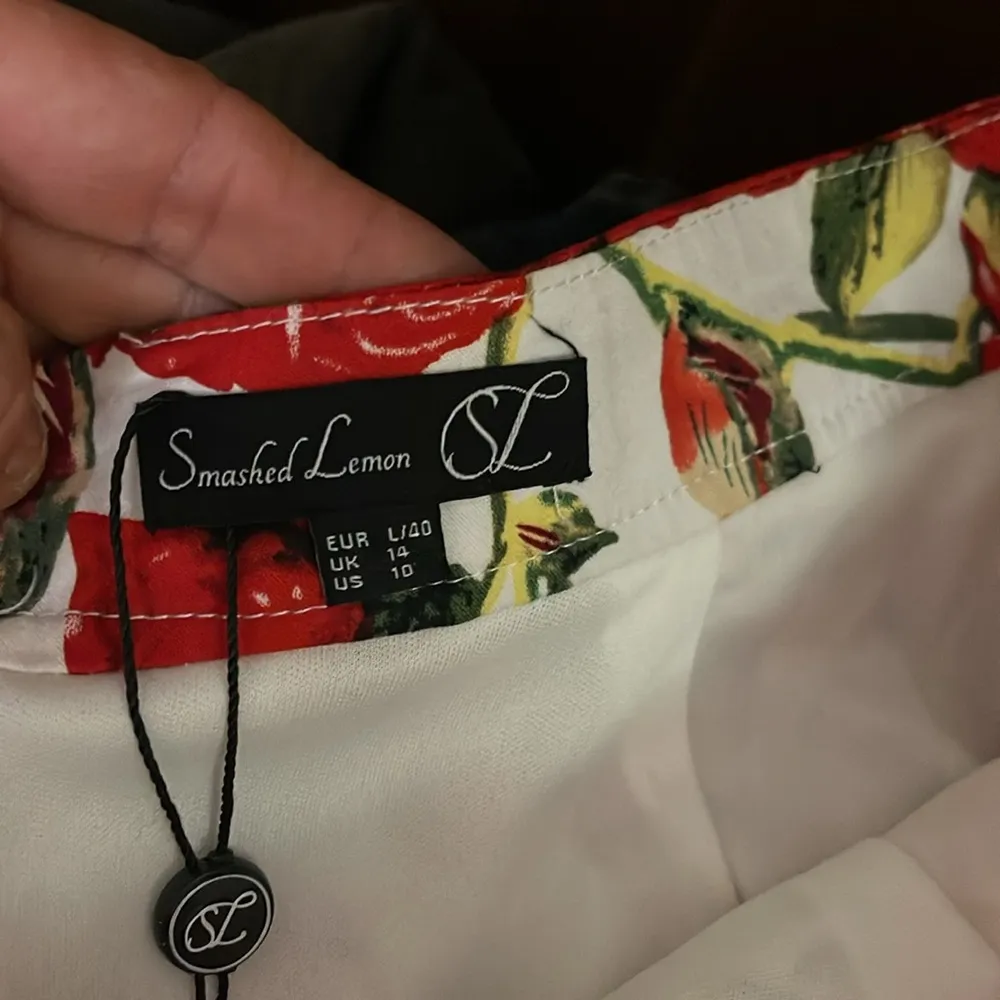 Smashed Lemon SL
EUR L/40
UK 14
US 10
SL